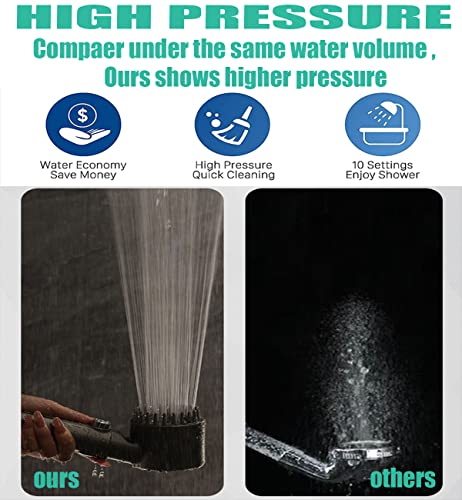 HIGH PRESSURE
Compaer under the same water volume ,
Ours shows higher pressure
$
Water Economy
Save Money
High Pressure
Quick Cleaning
10 Settings
Enjoy Shower
ours
others